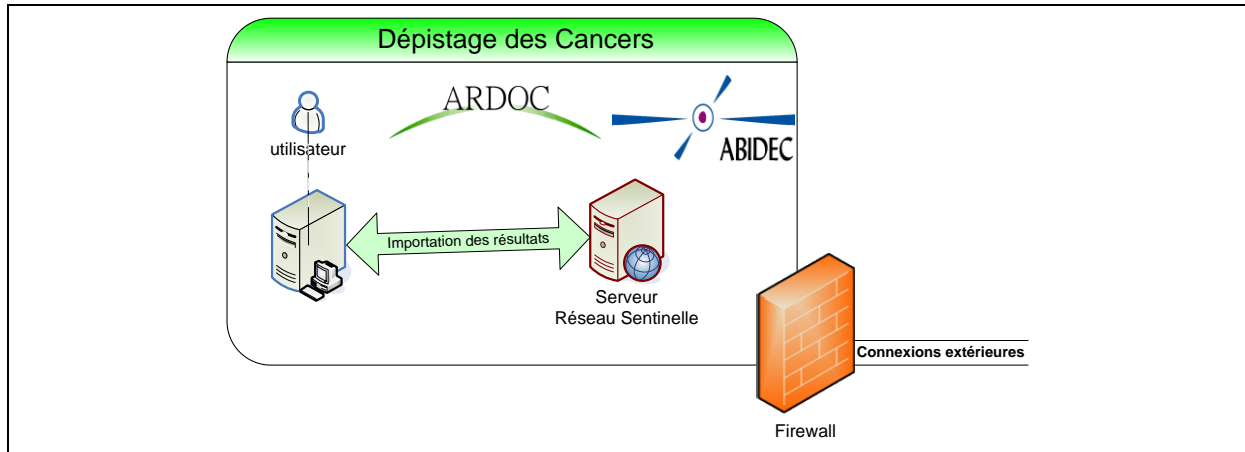 Dépistage des Cancers
ARDOC
ABIDEC
utilisateur
Importation des résultats
Serveur
Réseau Sentinelle
Connexions extérieures
Firewall